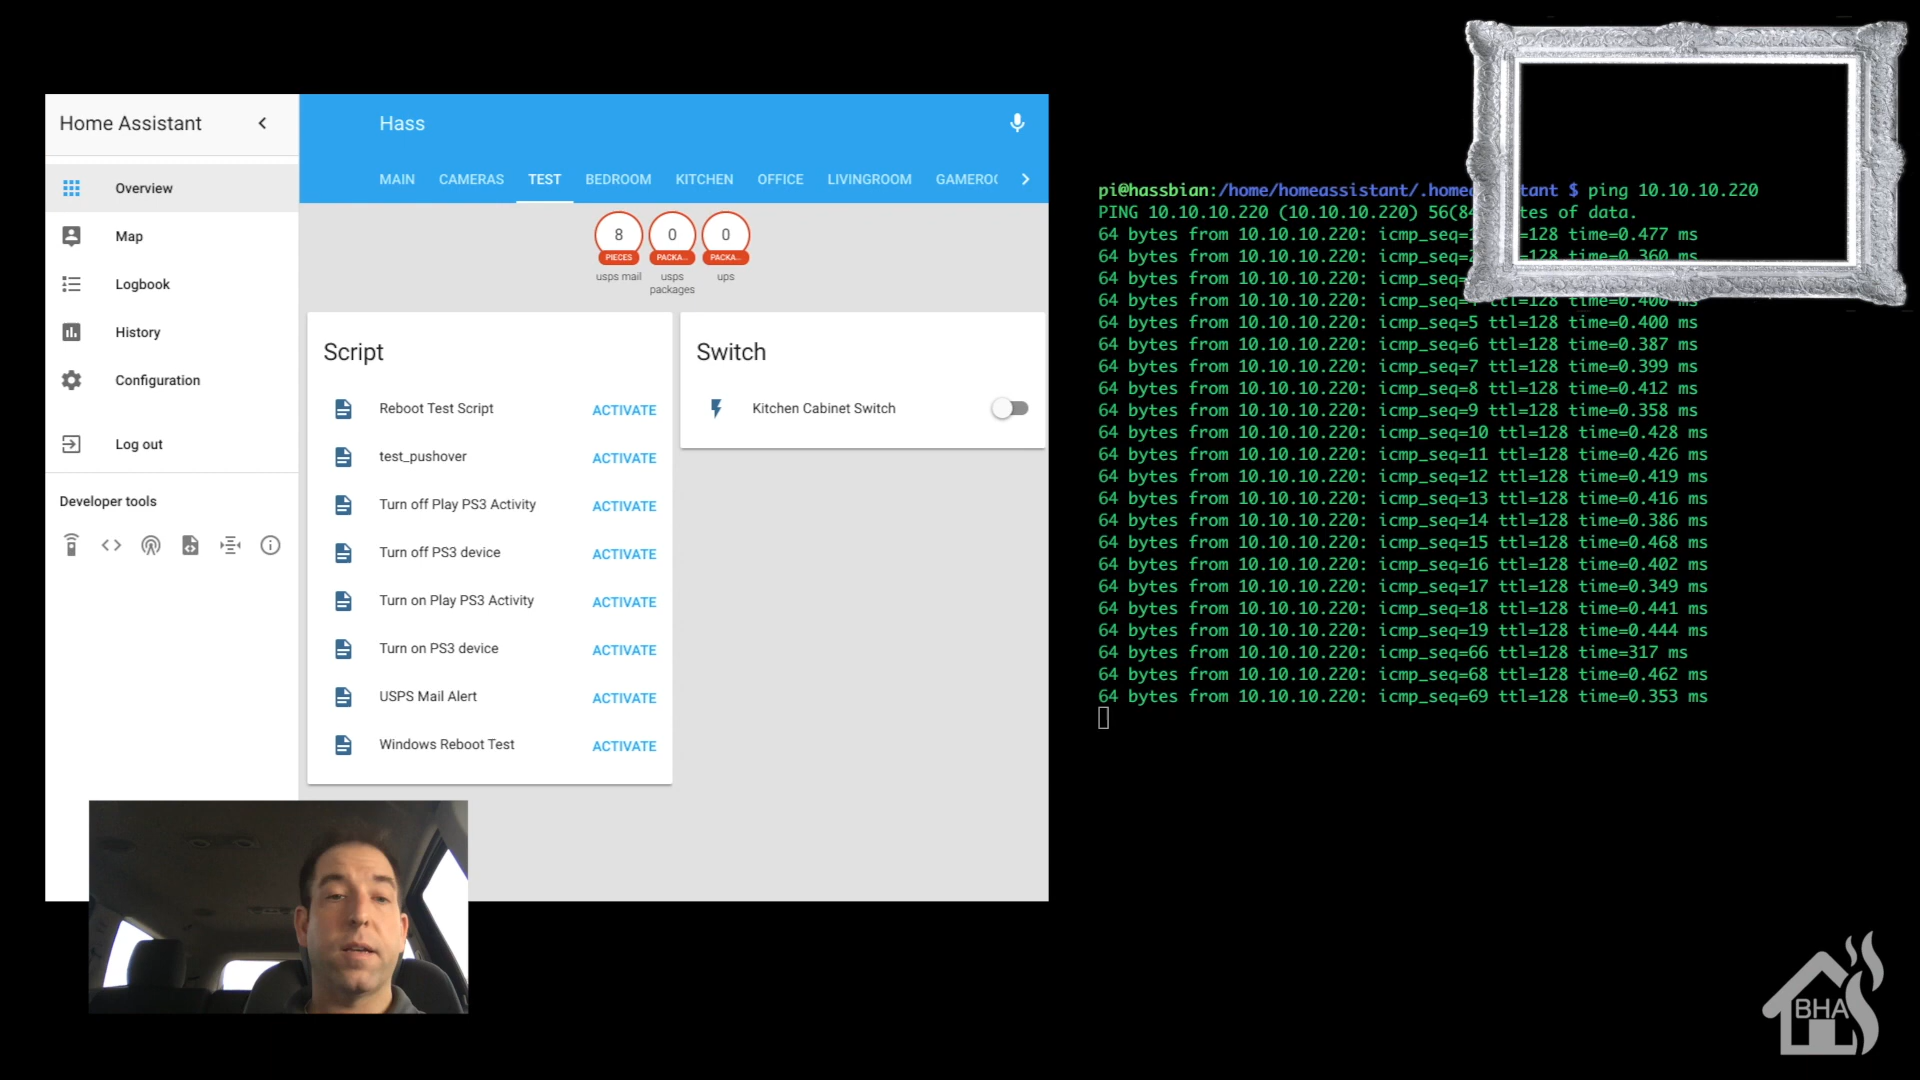 Home Assistant
Overview
Map
Logbook
History
Configuration
Log out
Developer tools
Hass
MAIN CAMERAS TEST BEDROOM KITCHEN OFFICE LIVINGROOM GAMEROO
8 0 0
PIECES PACKA... PACKA...
usps mail usps packages ups
Script
Reboot Test Script ACTIVATE
test_pushover ACTIVATE
Turn off Play PS3 Activity ACTIVATE
Turn off PS3 device ACTIVATE
Turn on Play PS3 Activity ACTIVATE
Turn on PS3 device ACTIVATE
USPS Mail Alert ACTIVATE
Windows Reboot Test ACTIVATE
Switch
Kitchen Cabinet Switch
pi@hassbian:/home/homeassistant/.home tant $ ping 10.10.10.220
PING 10.10.10.220 (10.10.10.220) 56(84 tes of data.
64 bytes from 10.10.10.220: icmp_seq= =128 time=0.477 ms
64 bytes from 10.10.10.220: icmp_seq= =128 time=0.360 ms
64 bytes from 10.10.10.220: icmp_seq=
64 bytes from 10.10.10.220: icmp_seq= ttl=128 time=0.400 ms
64 bytes from 10.10.10.220: icmp_seq=5 ttl=128 time=0.400 ms
64 bytes from 10.10.10.220: icmp_seq=6 ttl=128 time=0.387 ms
64 bytes from 10.10.10.220: icmp_seq=7 ttl=128 time=0.399 ms
64 bytes from 10.10.10.220: icmp_seq=8 ttl=128 time=0.412 ms
64 bytes from 10.10.10.220: icmp_seq=9 ttl=128 time=0.358 ms
64 bytes from 10.10.10.220: icmp_seq=10 ttl=128 time=0.428 ms
64 bytes from 10.10.10.220: icmp_seq=11 ttl=128 time=0.426 ms
64 bytes from 10.10.10.220: icmp_seq=12 ttl=128 time=0.419 ms
64 bytes from 10.10.10.220: icmp_seq=13 ttl=128 time=0.416 ms
64 bytes from 10.10.10.220: icmp_seq=14 ttl=128 time=0.386 ms
64 bytes from 10.10.10.220: icmp_seq=15 ttl=128 time=0.468 ms
64 bytes from 10.10.10.220: icmp_seq=16 ttl=128 time=0.402 ms
64 bytes from 10.10.10.220: icmp_seq=17 ttl=128 time=0.349 ms
64 bytes from 10.10.10.220: icmp_seq=18 ttl=128 time=0.441 ms
64 bytes from 10.10.10.220: icmp_seq=19 ttl=128 time=0.444 ms
64 bytes from 10.10.10.220: icmp_seq=66 ttl=128 time=317 ms
64 bytes from 10.10.10.220: icmp_seq=68 ttl=128 time=0.462 ms
64 bytes from 10.10.10.220: icmp_seq=69 ttl=128 time=0.353 ms
BHA